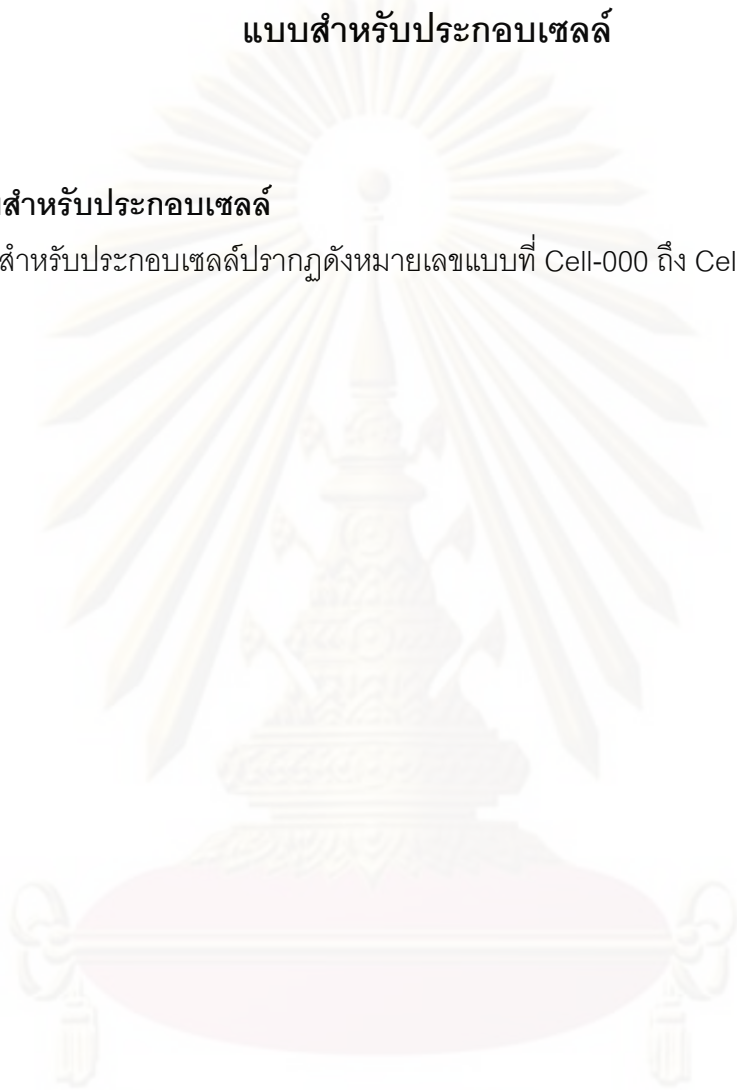 แบบสำหรับประกอบเซลล์
สำหรับประกอบเซลล์
สำหรับประกอบเซลล์ปรากฏดังหมายเลขแบบที่ Cell-000 ถึง